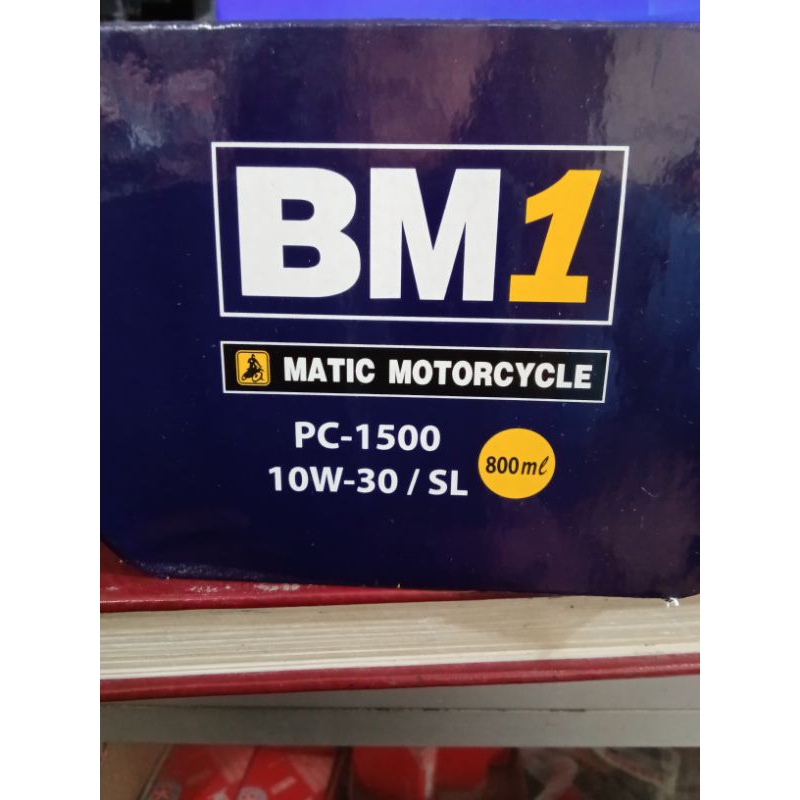 BM1
MATIC MOTORCYCLE
PC-1500
10W-30 / SL
800ml